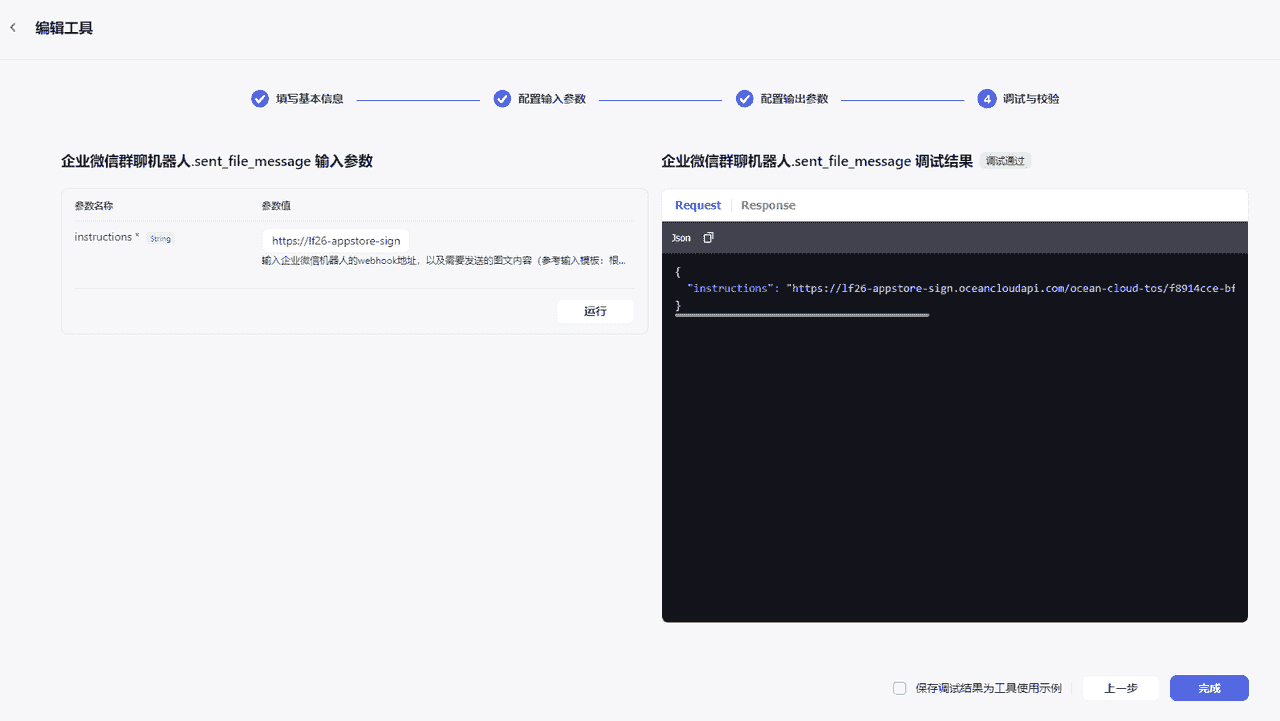 编辑工具
填写基本信息
配置输入参数
配置输出参数
4 调试与校验
企业微信群聊机器人.sent_file_message 输入参数
参数名称 参数值
instructions * String
https://lf26-appstore-sign
输入企业微信机器人的webhook地址，以及需要发送的图文内容（参考输入模板：根...
运行
企业微信群聊机器人.sent_file_message 调试结果 调试通过
Request Response
Json
{
"instructions": "https://lf26-appstore-sign.oceancloudapi.com/ocean-cloud-tos/f8914cce-bf
}
保存调试结果为工具使用示例
上一步
完成